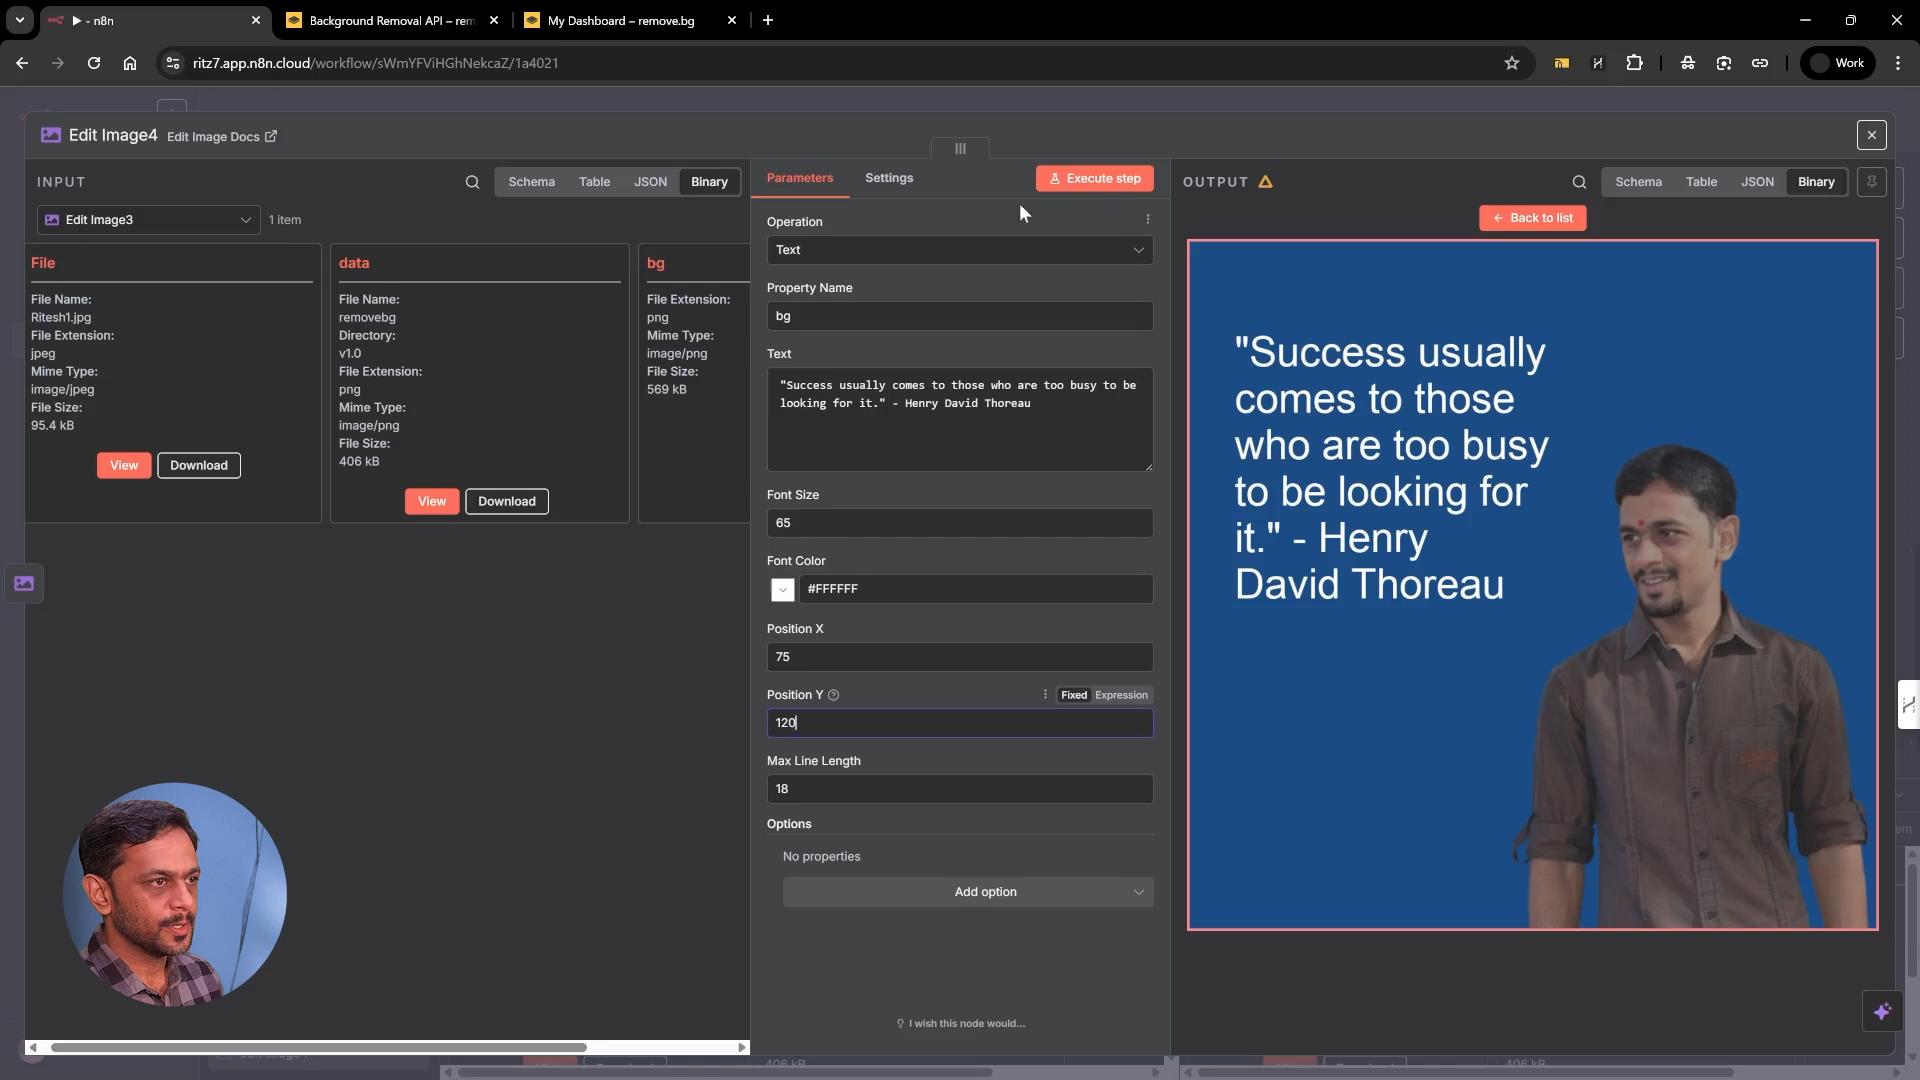 ▶ - n8n
Background Removal API – rem
My Dashboard – remove.bg
ritz7.app.n8n.cloud/workflow/sWmYFViHGhNekcaZ/1a4021
Work
Edit Image4
Edit Image Docs
INPUT
Schema
Table
JSON
Binary
Edit Image3
1 item
File
File Name:
Ritesh1.jpg
File Extension:
jpeg
Mime Type:
image/jpeg
File Size:
95.4 kB
View
Download
data
File Name:
removebg
Directory:
v1.0
File Extension:
png
Mime Type:
image/png
File Size:
406 kB
View
Download
bg
File Extension:
png
Mime Type:
image/png
File Size:
569 kB
Parameters
Settings
Execute step
Operation
Text
Property Name
bg
Text
"Success usually comes to those who are too busy to be
looking for it." - Henry David Thoreau
Font Size
65
Font Color
#FFFFFF
Position X
75
Position Y
Fixed
Expression
120
Max Line Length
18
Options
No properties
Add option
I wish this node would...
OUTPUT
Schema
Table
JSON
Binary
Back to list
"Success usually
comes to those
who are too busy
to be looking for
it." - Henry
David Thoreau
406 kB
406 kB